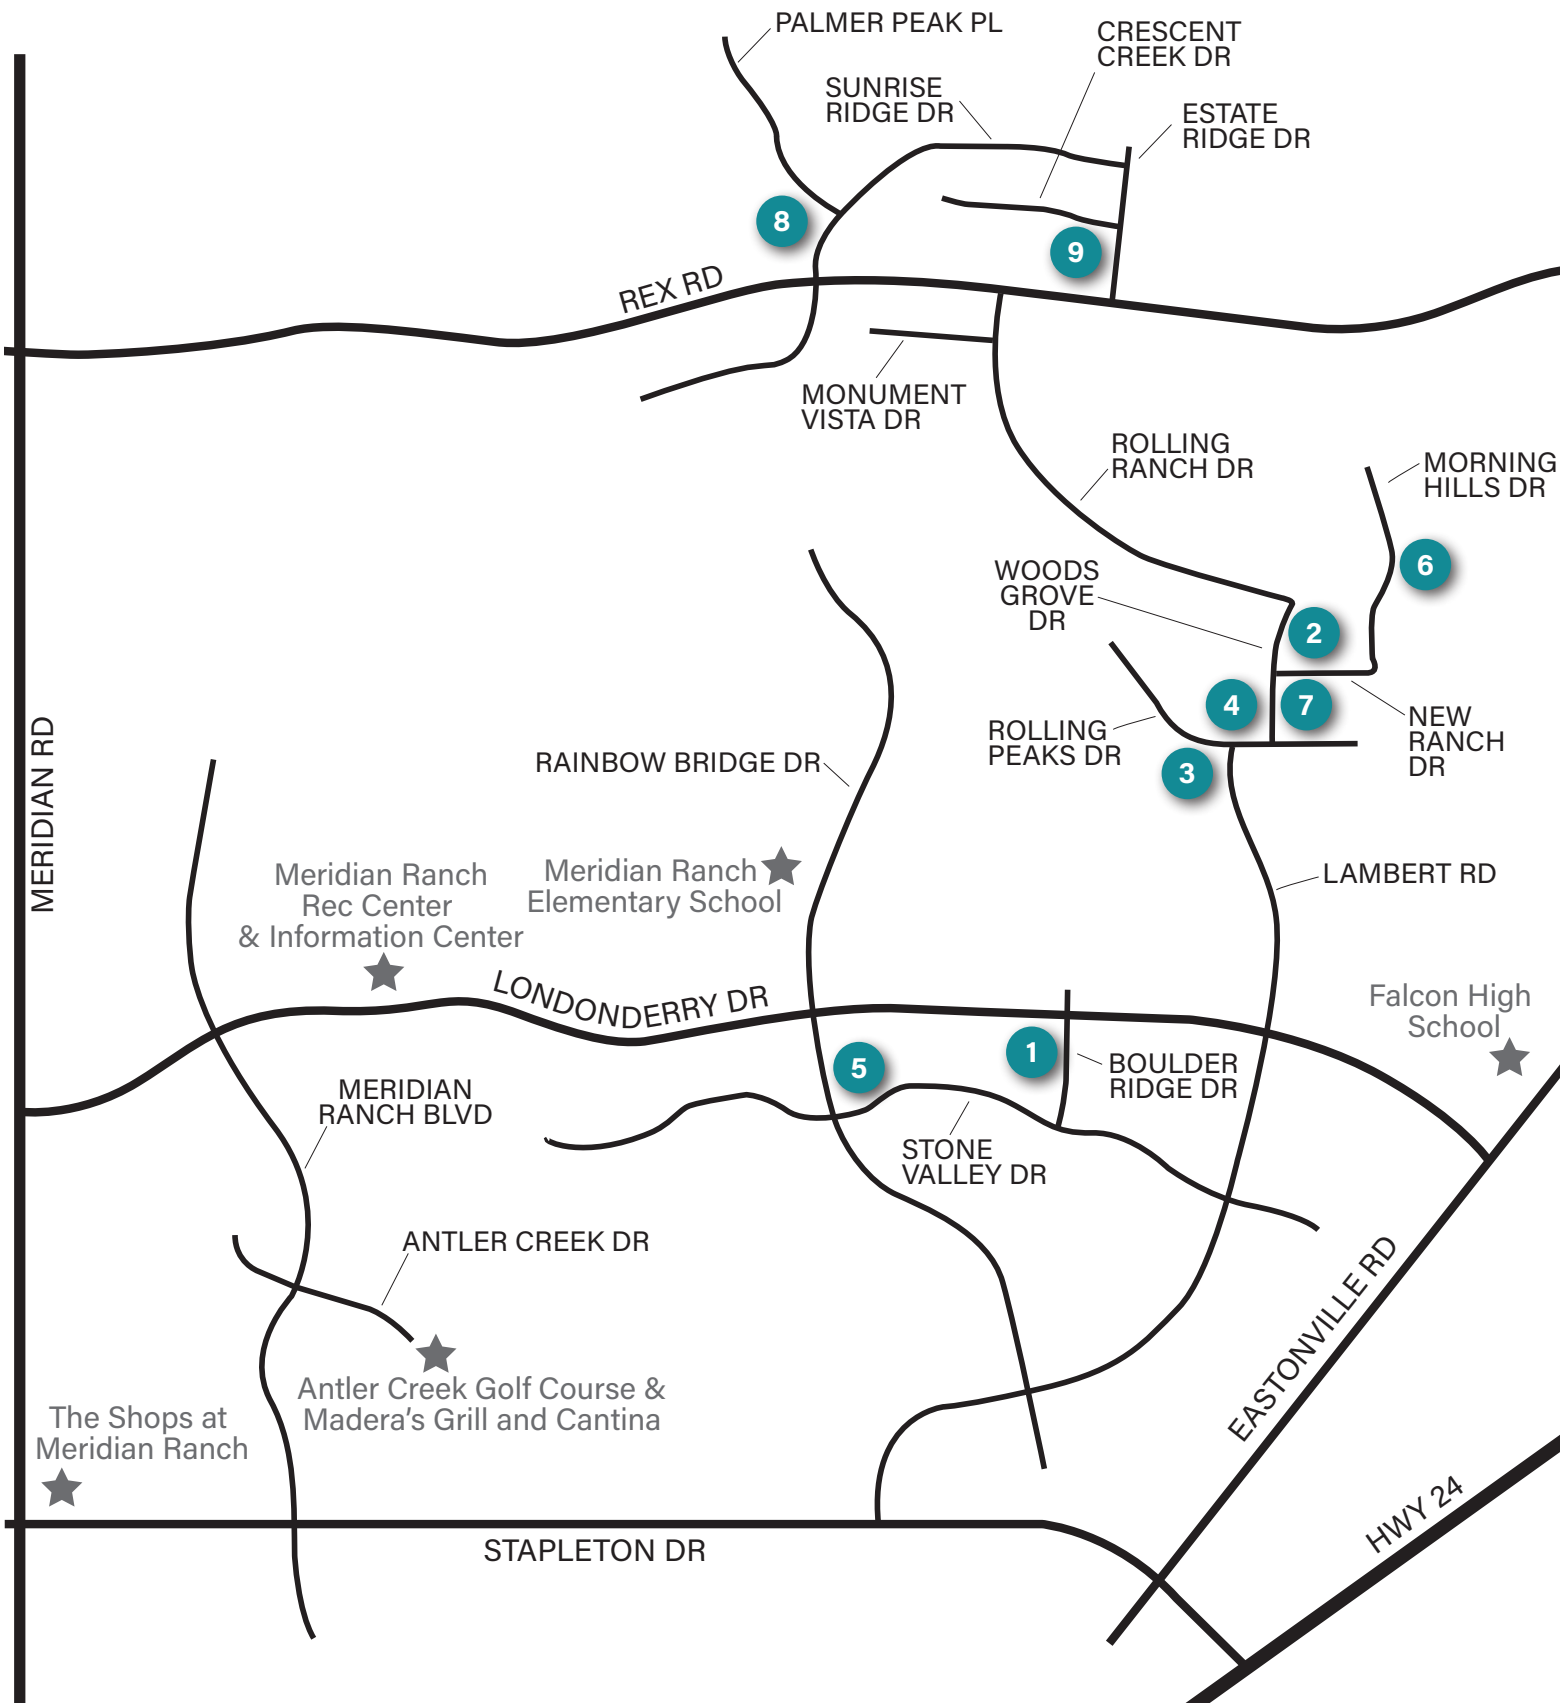 PALMER PEAK PL
CRESCENT
CREEK DR
SUNRISE
RIDGE DR
ESTATE
RIDGE DR
8
9
REX RD
MONUMENT
VISTA DR
ROLLING
RANCH DR
MORNING
HILLS DR
6
WOODS
GROVE
DR
2
4
7
NEW
RANCH
DR
ROLLING
PEAKS DR
3
MERIDIAN RD
RAINBOW BRIDGE DR
Meridian Ranch
Elementary School
Meridian Ranch
Rec Center
& Information Center
LAMBERT RD
LONDONDERRY DR
Falcon High
School
1
5
BOULDER
RIDGE DR
MERIDIAN
RANCH BLVD
STONE
VALLEY DR
ANTLER CREEK DR
EASTONVILLE RD
Antler Creek Golf Course &
Madera's Grill and Cantina
The Shops at
Meridian Ranch
HWY 24
STAPLETON DR